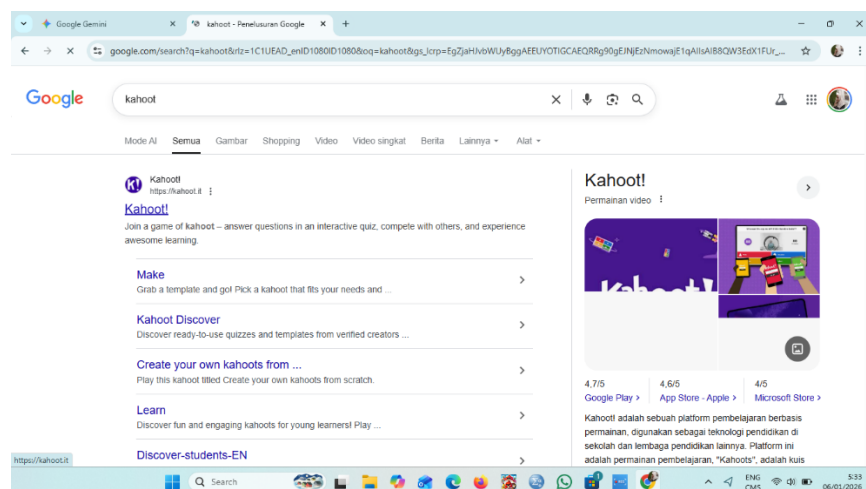 Google Gemini
kahoot - Penelusuran Google
google.com/search?q=kahoot&rlz=1C1UEAD_enID1080ID1080&oq=kahoot&gs_lcrp=
Google
kahoot
Mode AI Semua Gambar Shopping Video Video singkat Berita Lainnya Alat
K!
Kahoot!
https://kahoot.it
Kahoot!
Join a game of kahoot – answer questions in an interactive quiz, compete with others, and experience
awesome learning.
Make
Grab a template and go! Pick a kahoot that fits your needs and ...
Kahoot Discover
Discover ready-to-use quizzes and templates from verified creators ...
Create your own kahoots from ...
Play this kahoot titled Create your own kahoots from scratch.
Learn
Discover fun and engaging kahoots for young learners! Play ...
Discover-students-EN
Kahoot!
Permainan video
Kahoot!
4,7/5
Google Play
4,6/5
App Store - Apple
4/5
Microsoft Store
Kahoot! adalah sebuah platform pembelajaran berbasis
permainan, digunakan sebagai teknologi pendidikan di
sekolah dan lembaga pendidikan lainnya. Platform ini
adalah permainan pembelajaran, "Kahoots", adalah kuis
https://kahoot.it
Search
ENG
CMS
5:33
06/01/2026